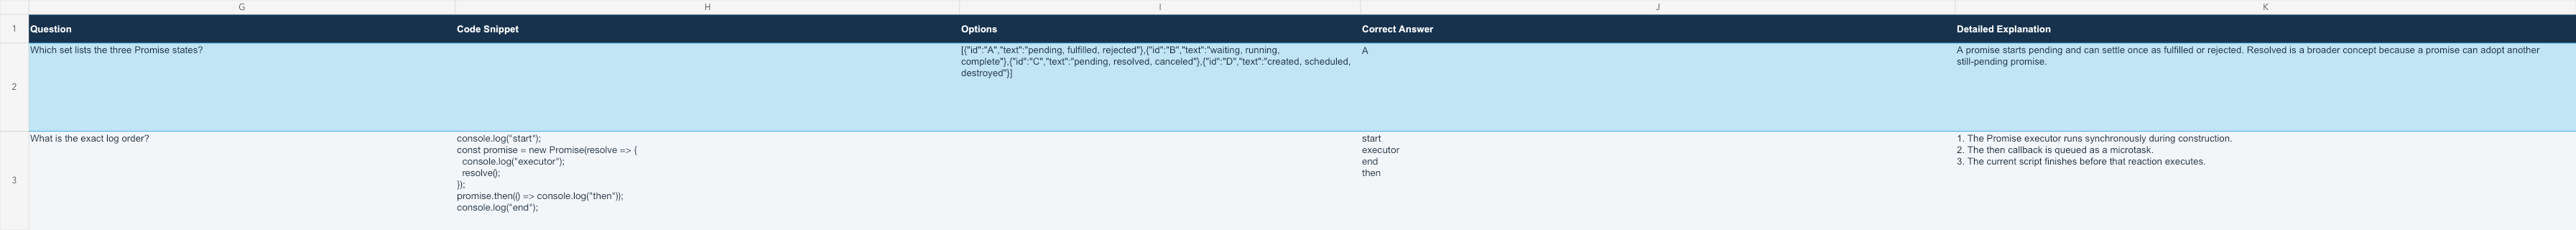 G H I J K
1 Question Code Snippet Options Correct Answer Detailed Explanation
2
Which set lists the three Promise states?
[{"id":"A","text":"pending, fulfilled, rejected"},{"id":"B","text":"waiting, running,
complete"},{"id":"C","text":"pending, resolved, canceled"},{"id":"D","text":"created, scheduled,
destroyed"}]
A
A promise starts pending and can settle once as fulfilled or rejected. Resolved is a broader concept because a promise can adopt another
still-pending promise.
3
What is the exact log order?
console.log("start");
const promise = new Promise(resolve => {
  console.log("executor");
  resolve();
});
promise.then(() => console.log("then"));
console.log("end");
start
executor
end
then
1. The Promise executor runs synchronously during construction.
2. The then callback is queued as a microtask.
3. The current script finishes before that reaction executes.